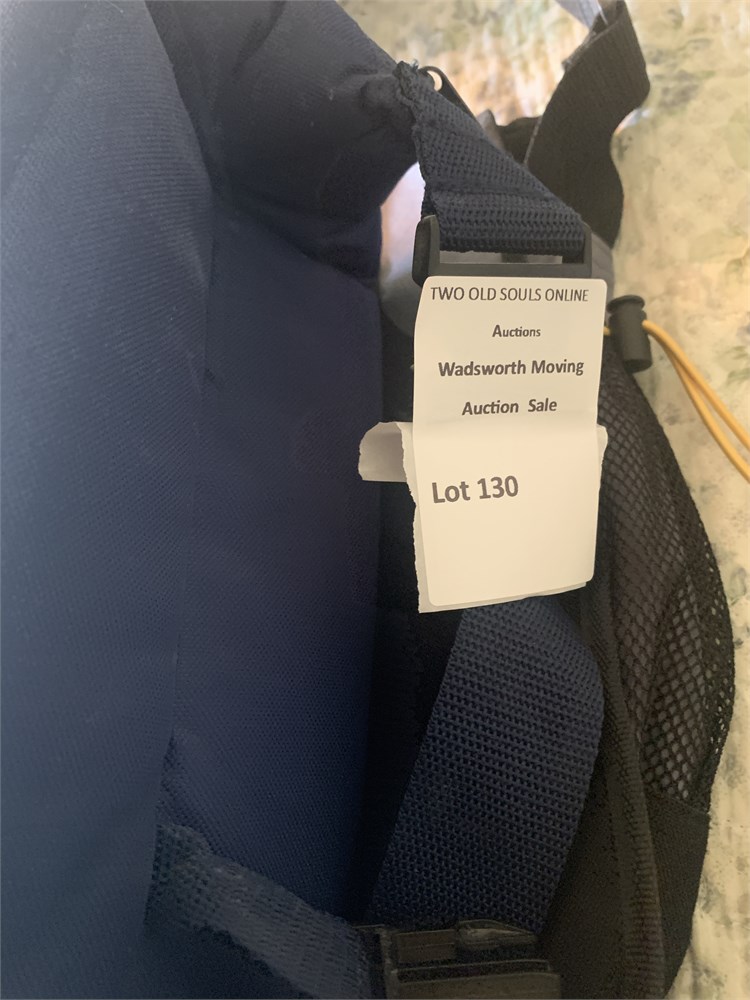 TWO OLD SOULS ONLINE
Auctions
Wadsworth Moving
Auction Sale
Lot 130